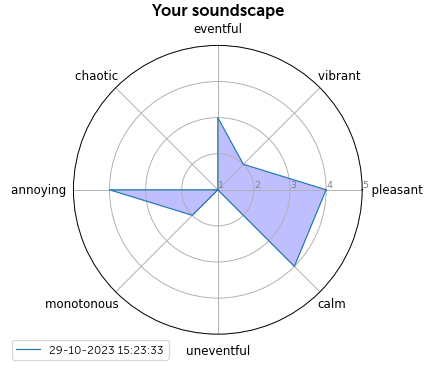 Your soundscape
eventful
chaotic
vibrant
annoying
1 2 3 4 5
pleasant
monotonous
calm
29-10-2023 15:23:33
uneventful